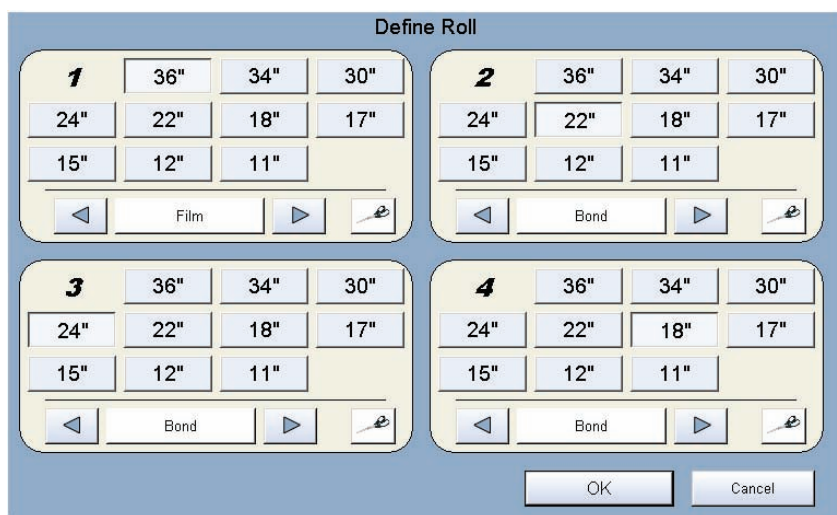 Define Roll
1 36" 34" 30"
24" 22" 18" 17"
15" 12" 11"
Film
2 36" 34" 30"
24" 22" 18" 17"
15" 12" 11"
Bond
3 36" 34" 30"
24" 22" 18" 17"
15" 12" 11"
Bond
4 36" 34" 30"
24" 22" 18" 17"
15" 12" 11"
Bond
OK Cancel